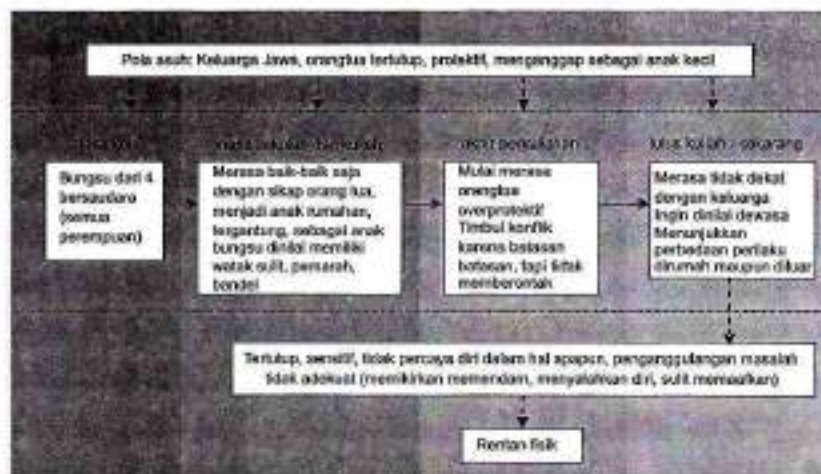 Pola asuh: Keluarga Jawa, orangtua tertutup, protektif, menganggap sebagai anak kecil
akhir perkuliahan
lulus kuliah - sekarang
Bungsu dari 4
bersaudara
(semua
perempuan)
Merasa baik-baik saja
dengan sikap orang tua,
menjadi anak rumahan,
tergantung, sebagai anak
bungsu dinilai memiliki
watak sulit, pemarah,
bandel
Mulai merasa
orangtua
overprotektif
Timbul konflik
karena batasan
batasan, tapi tidak
memberontak
Merasa tidak dekat
dengan keluarga
Ingin dinilai dewasa
Menunjukkan
perbedaan perilaku
dirumah maupun diluar
Tertutup, sensitif, tidak percaya diri dalam hal apapun, penganggulangan masalah
tidak adekuat (memikirkan memendam, menyalahkan diri, sulit memaafkan)
Rentan fisik